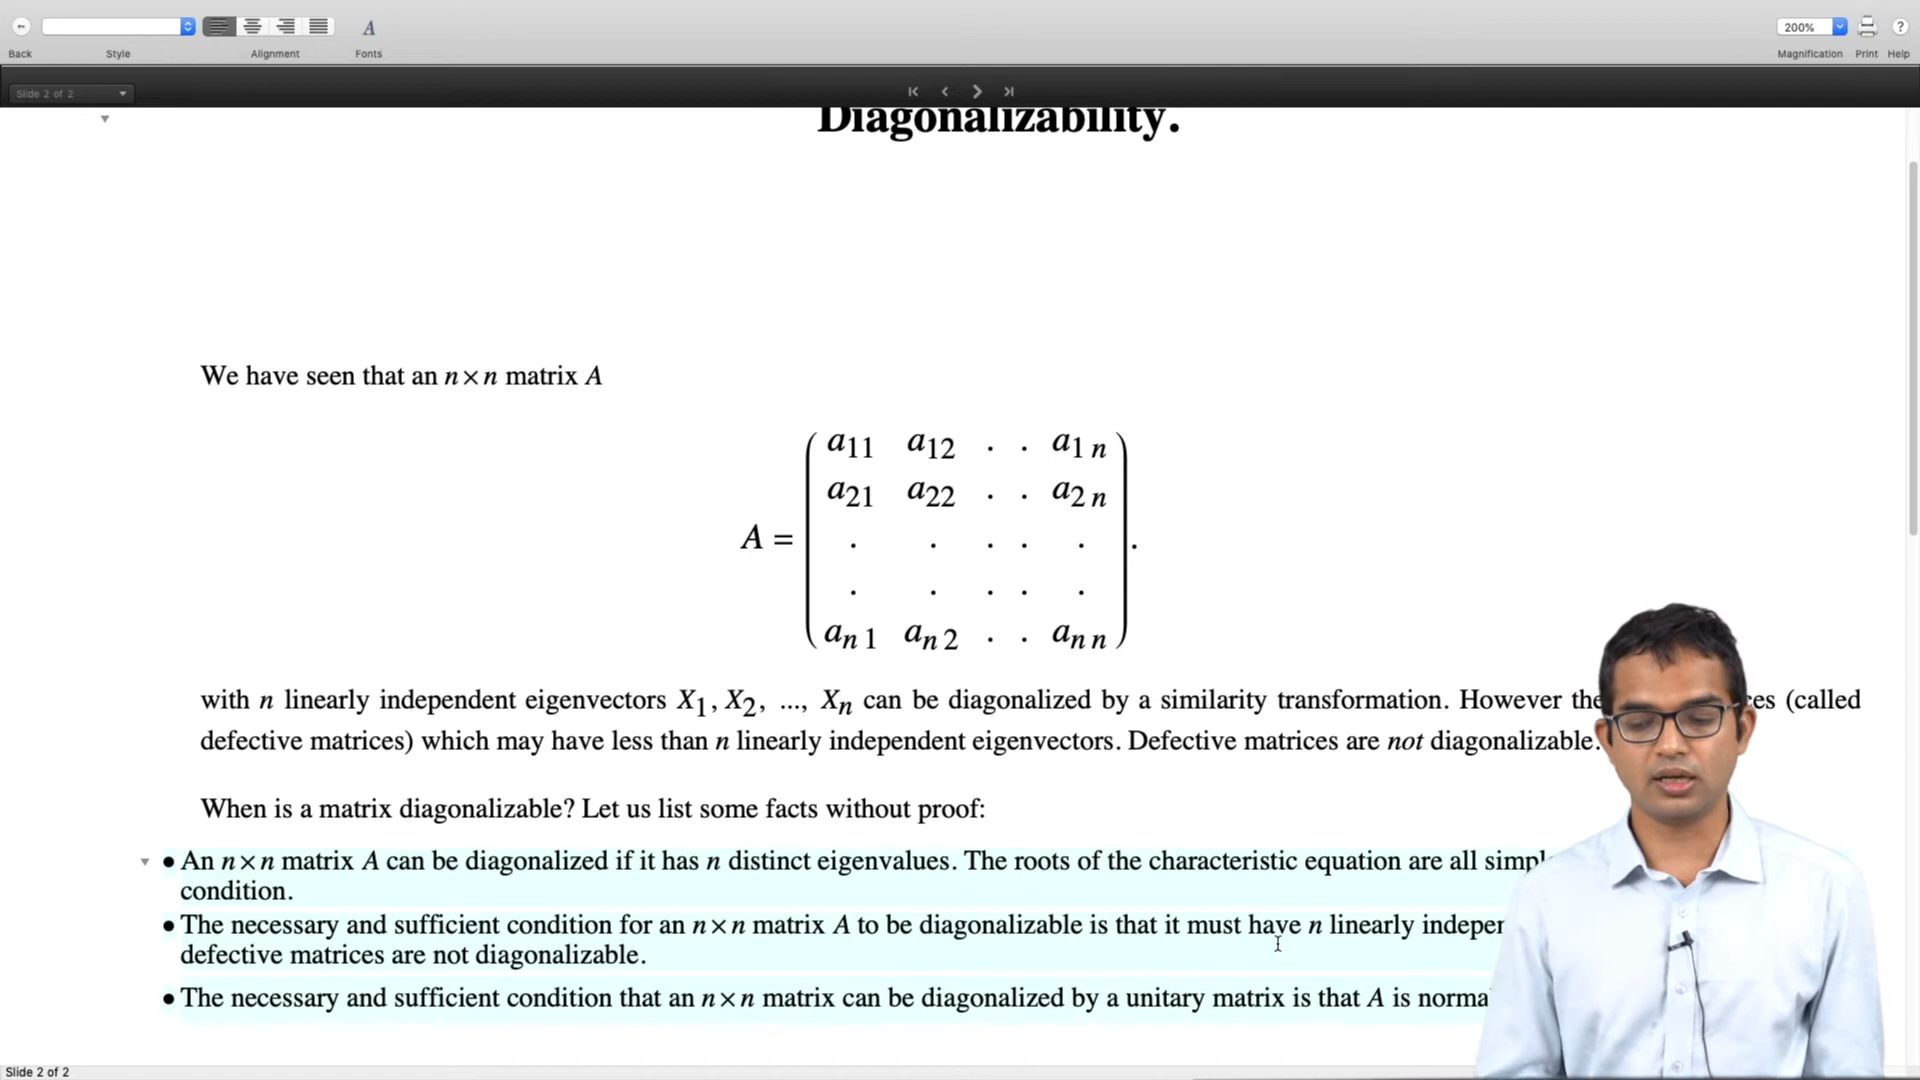 200%
Back Style Alignment Fonts Magnification Print Help
Slide 2 of 2
Diagonalizability.
We have seen that an n×n matrix A
a11 a12 . . a1 n
a21 a22 . . a2 n
A = . . . . . .
. . . . .
an 1 an 2 . . an n
with n linearly independent eigenvectors X1, X2, ..., Xn can be diagonalized by a similarity transformation. However (called
defective matrices) which may have less than n linearly independent eigenvectors. Defective matrices are not diagonalizable.
When is a matrix diagonalizable? Let us list some facts without proof:
● An n×n matrix A can be diagonalized if it has n distinct eigenvalues. The roots of the characteristic equation are all
condition.
● The necessary and sufficient condition for an n×n matrix A to be diagonalizable is that it must have n linearly
defective matrices are not diagonalizable.
● The necessary and sufficient condition that an n×n matrix can be diagonalized by a unitary matrix is that A is
Slide 2 of 2